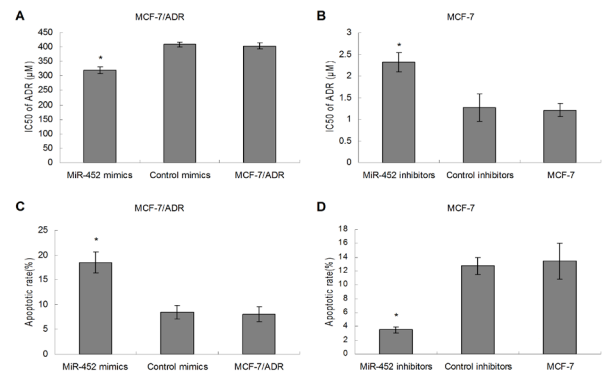 A
MCF-7/ADR
IC50 of ADR (μM)
450
400
350
300
250
200
150
100
50
0
*
MiR-452 mimics Control mimics MCF-7/ADR
B
MCF-7
IC50 of ADR (μM)
3
2.5
2
1.5
1
0.5
0
*
MiR-452 inhibitors Control inhibitors MCF-7
C
MCF-7/ADR
Apoptotic rate(%)
25
20
15
10
5
0
*
MiR-452 mimics Control mimics MCF-7/ADR
D
MCF-7
Apoptotic rate(%)
18
16
14
12
10
8
6
4
2
0
*
MiR-452 inhibitors Control inhibitors MCF-7